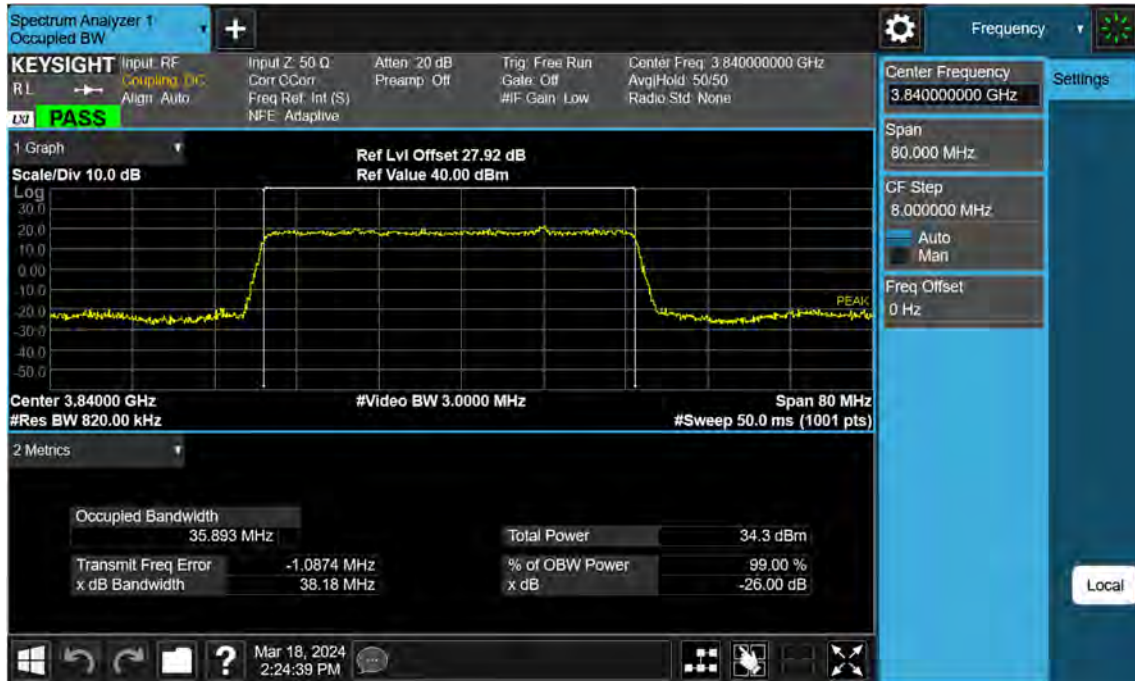 Spectrum Analyzer 1
Occupied BW
+
Frequency
KEYSIGHT
RL
LXI
PASS
Input: RF
Coupling: DC
Align: Auto
Input Z: 50 Ω
Corr CCorr
Freq Ref: Int (S)
NFE: Adaptive
Atten: 20 dB
Preamp: Off
Trig: Free Run
Gate: Off
#IF Gain: Low
Center Freq: 3.840000000 GHz
Avg|Hold: 50/50
Radio Std: None
Center Frequency
3.840000000 GHz
Settings
Span
80.000 MHz
CF Step
8.000000 MHz
Auto
Man
Freq Offset
0 Hz
1 Graph
Scale/Div 10.0 dB
Ref Lvl Offset 27.92 dB
Ref Value 40.00 dBm
Log
30.0
20.0
10.0
0.00
-10.0
-20.0
-30.0
-40.0
-50.0
PEAK
Center 3.84000 GHz
#Video BW 3.0000 MHz
Span 80 MHz
#Res BW 820.00 kHz
#Sweep 50.0 ms (1001 pts)
2 Metrics
Occupied Bandwidth
35.893 MHz
Total Power 34.3 dBm
Transmit Freq Error -1.0874 MHz
% of OBW Power 99.00 %
x dB Bandwidth 38.18 MHz
x dB -26.00 dB
Local
?
Mar 18, 2024
2:24:39 PM